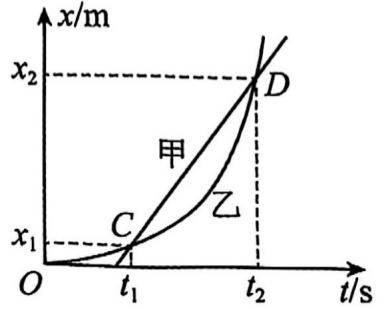 x/m
x₂
D
甲
乙
C
x₁
O
t₁
t₂
t/s